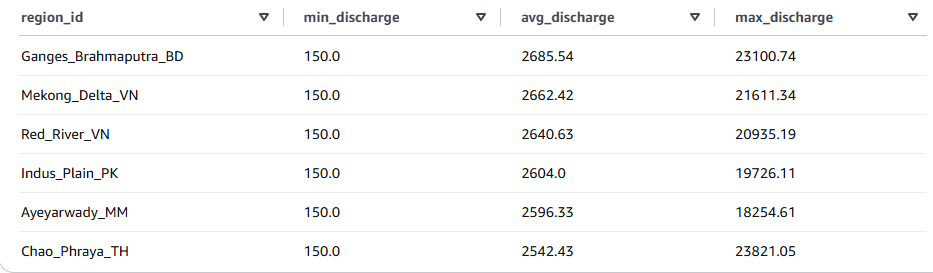 region_id min_discharge avg_discharge max_discharge
Ganges_Brahmaputra_BD 150.0 2685.54 23100.74
Mekong_Delta_VN 150.0 2662.42 21611.34
Red_River_VN 150.0 2640.63 20935.19
Indus_Plain_PK 150.0 2604.0 19726.11
Ayeyarwady_MM 150.0 2596.33 18254.61
Chao_Phraya_TH 150.0 2542.43 23821.05